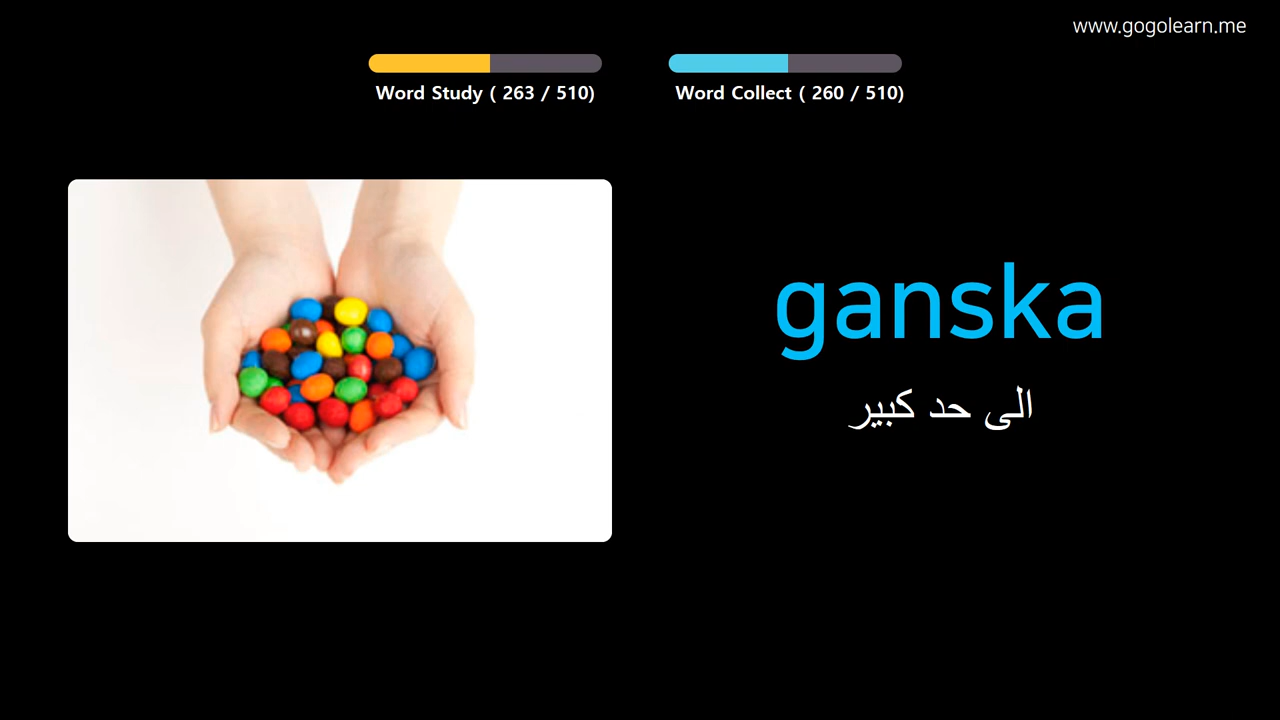 www.gogolearn.me
Word Study ( 263 / 510)
Word Collect ( 260 / 510)
ganska
الى حد كبير